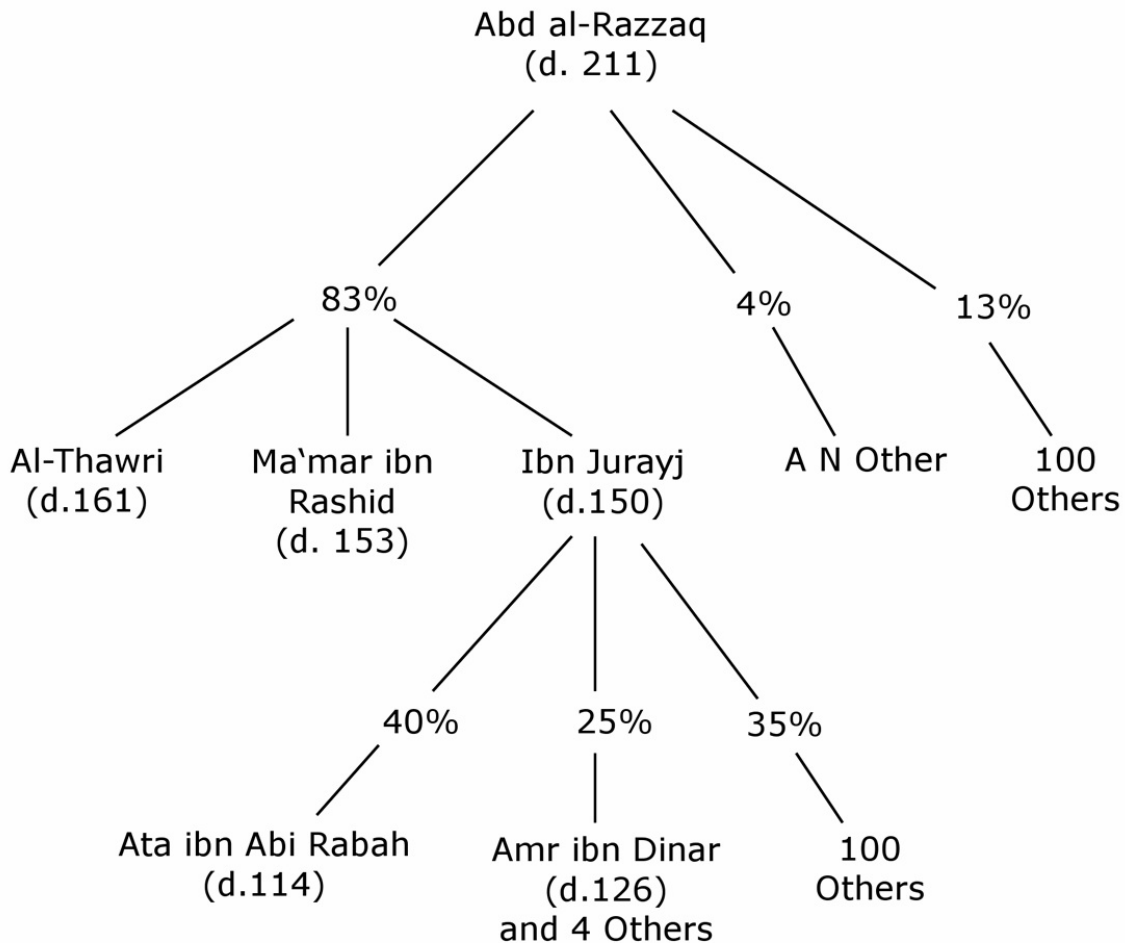 Abd al-Razzaq
(d. 211)
83%
4%
13%
Al-Thawri
(d.161)
Ma‘mar ibn
Rashid
(d. 153)
Ibn Jurayj
(d.150)
A N Other
100
Others
40%
25%
35%
Ata ibn Abi Rabah
(d.114)
Amr ibn Dinar
(d.126)
and 4 Others
100
Others